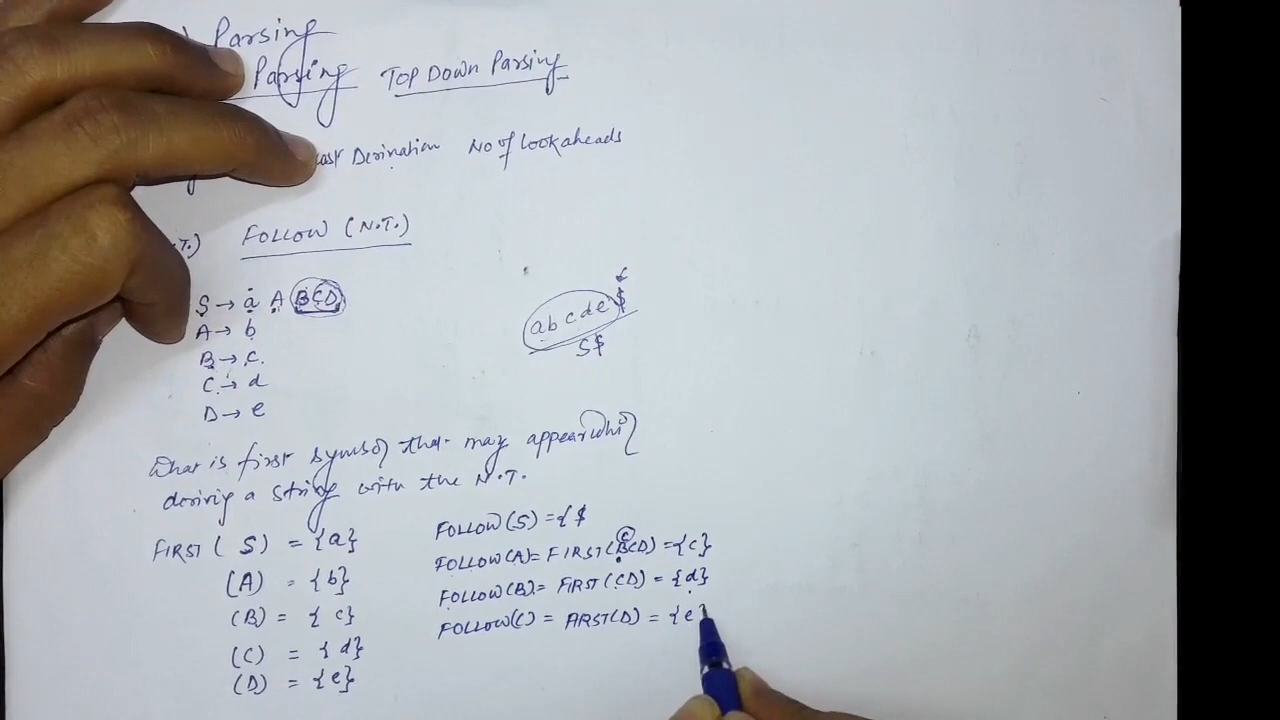 Parsing
Parsing TOP DOWN Parsing
Derivation No of lookaheads
T.) FOLLOW (N.T.)
S → a A BCD
A → b
B → c
C → d
D → e
abcde $
S$
What is first symbol that may appear
deriving a string with the N.T.
FIRST ( S ) = {a}
(A) = {b}
(B) = { c}
(C) = { d}
(D) = {e}
FOLLOW(S) = { $
c
FOLLOW(A) = FIRST(BCD) = {c}
FOLLOW(B) = FIRST(CD) = {d}
FOLLOW(C) = FIRST(D) = {e}